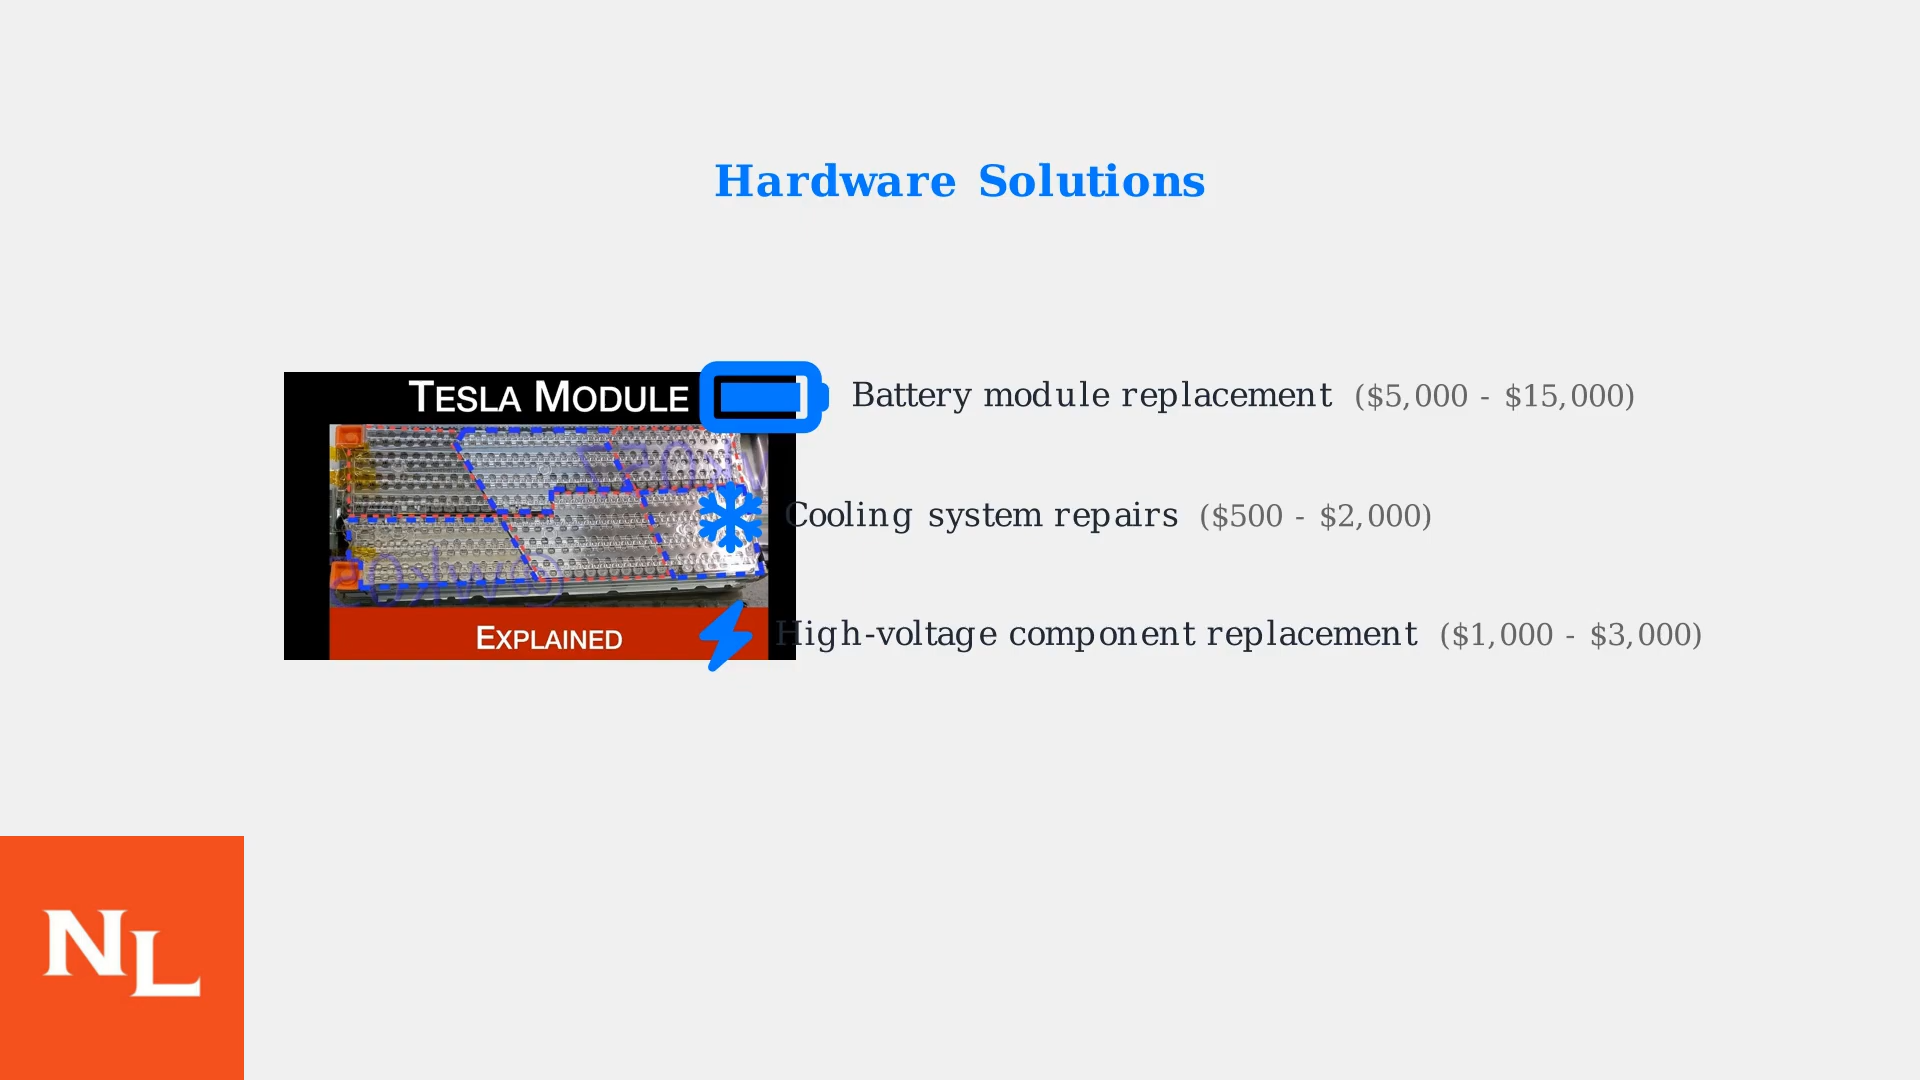 Hardware Solutions
TESLA MODULE
Battery module replacement ($5,000 - $15,000)
Cooling system repairs ($500 - $2,000)
EXPLAINED
High-voltage component replacement ($1,000 - $3,000)
NL